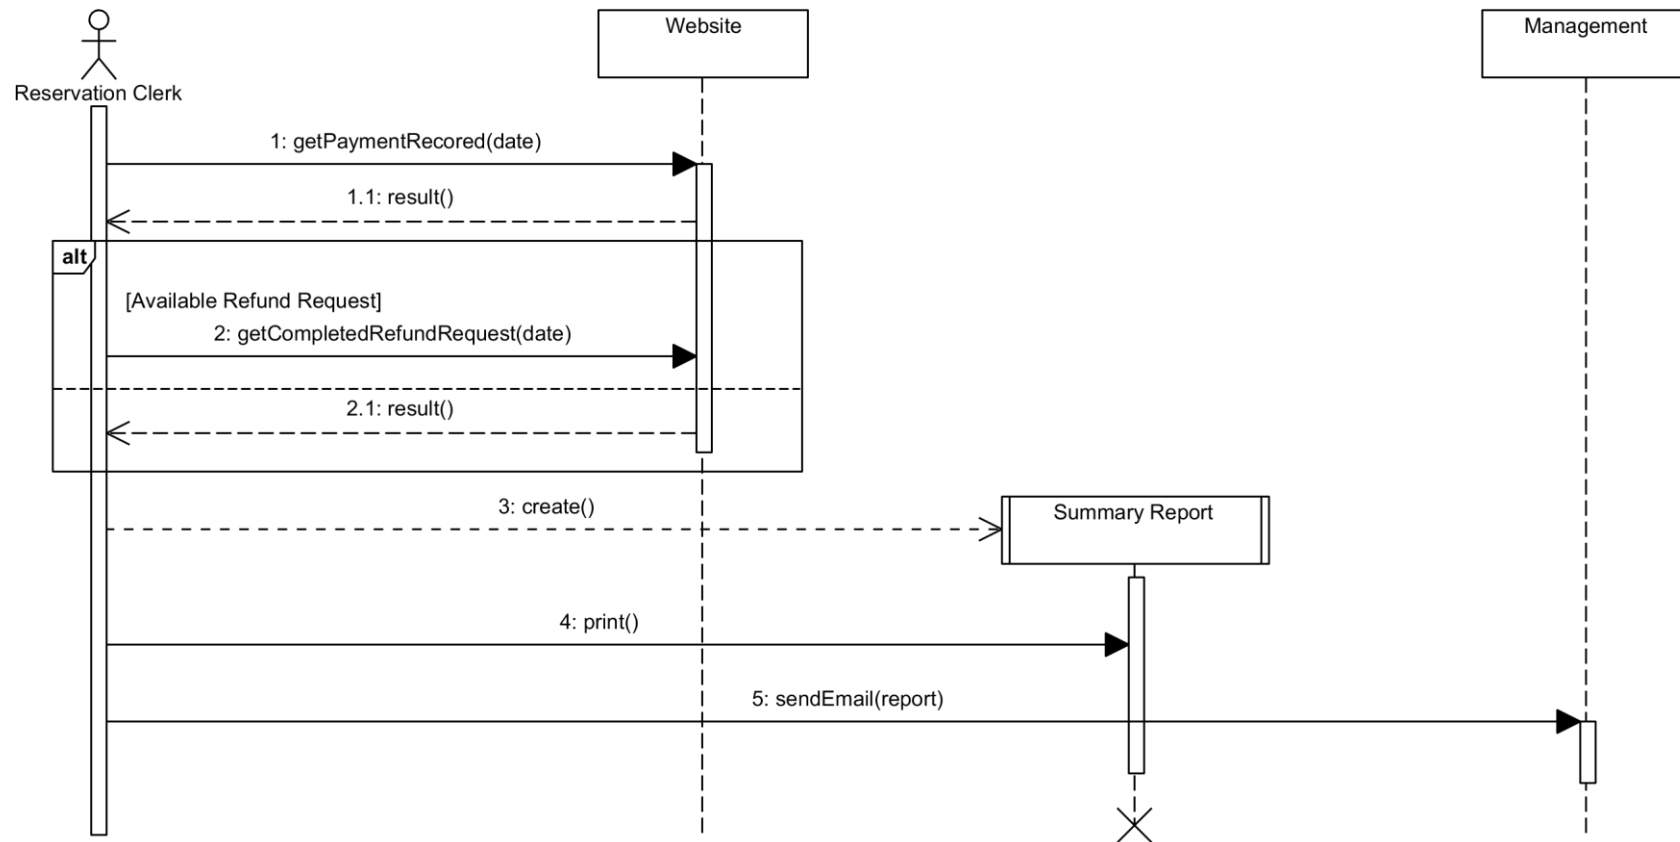 Website
Management
Reservation Clerk
1: getPaymentRecored(date)
1.1: result()
alt
[Available Refund Request]
2: getCompletedRefundRequest(date)
2.1: result()
3: create()
Summary Report
4: print()
5: sendEmail(report)